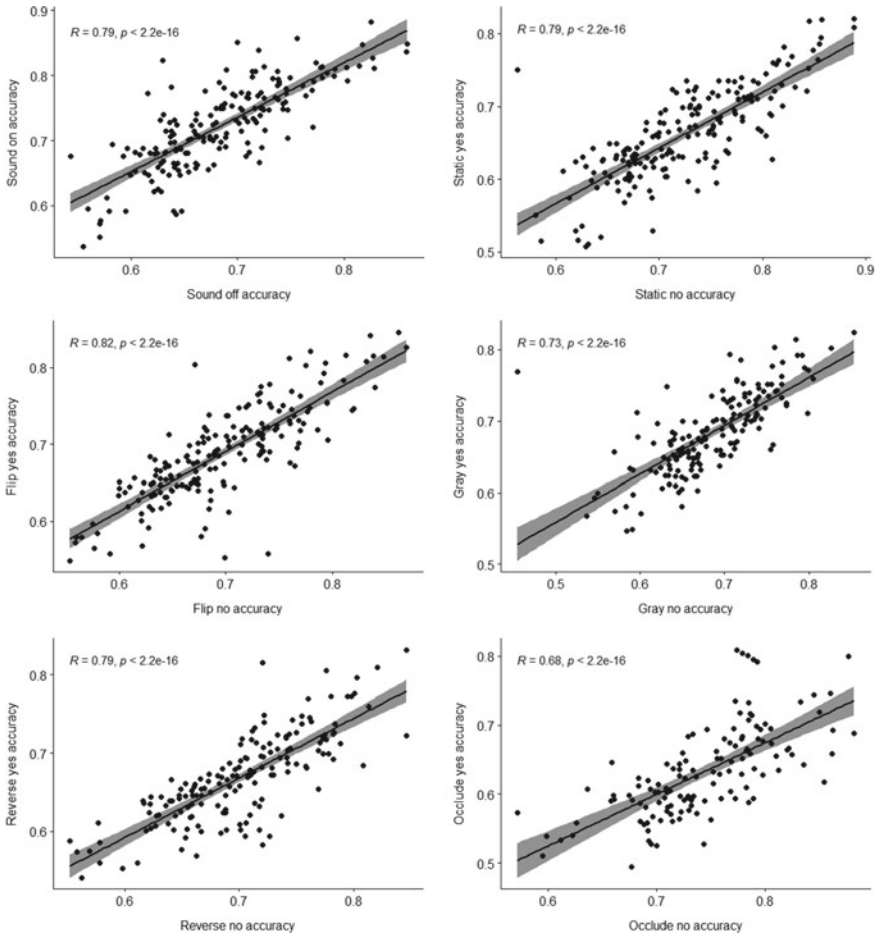 R = 0.79, p < 2.2e-16
Sound on accuracy
0.9
0.8
0.7
0.6
0.6 0.7 0.8
Sound off accuracy
R = 0.79, p < 2.2e-16
Static yes accuracy
0.8
0.7
0.6
0.5
0.6 0.7 0.8 0.9
Static no accuracy
R = 0.82, p < 2.2e-16
Flip yes accuracy
0.8
0.7
0.6
0.6 0.7 0.8
Flip no accuracy
R = 0.73, p < 2.2e-16
Gray yes accuracy
0.8
0.7
0.6
0.5
0.5 0.6 0.7 0.8
Gray no accuracy
R = 0.79, p < 2.2e-16
Reverse yes accuracy
0.8
0.7
0.6
0.6 0.7 0.8
Reverse no accuracy
R = 0.68, p < 2.2e-16
Occlude yes accuracy
0.8
0.7
0.6
0.5
0.6 0.7 0.8
Occlude no accuracy